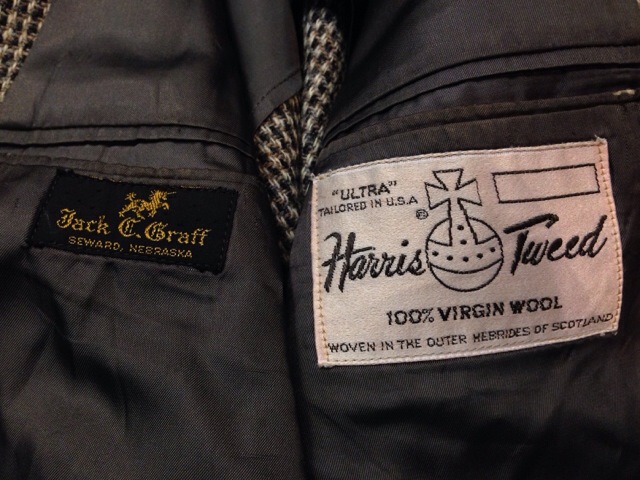 Jack C. Graff
SEWARD, NEBRASKA
"ULTRA"
TAILORED IN U.S.A
®
Harris Tweed
100% VIRGIN WOOL
WOVEN IN THE OUTER HEBRIDES OF SCOTLAND